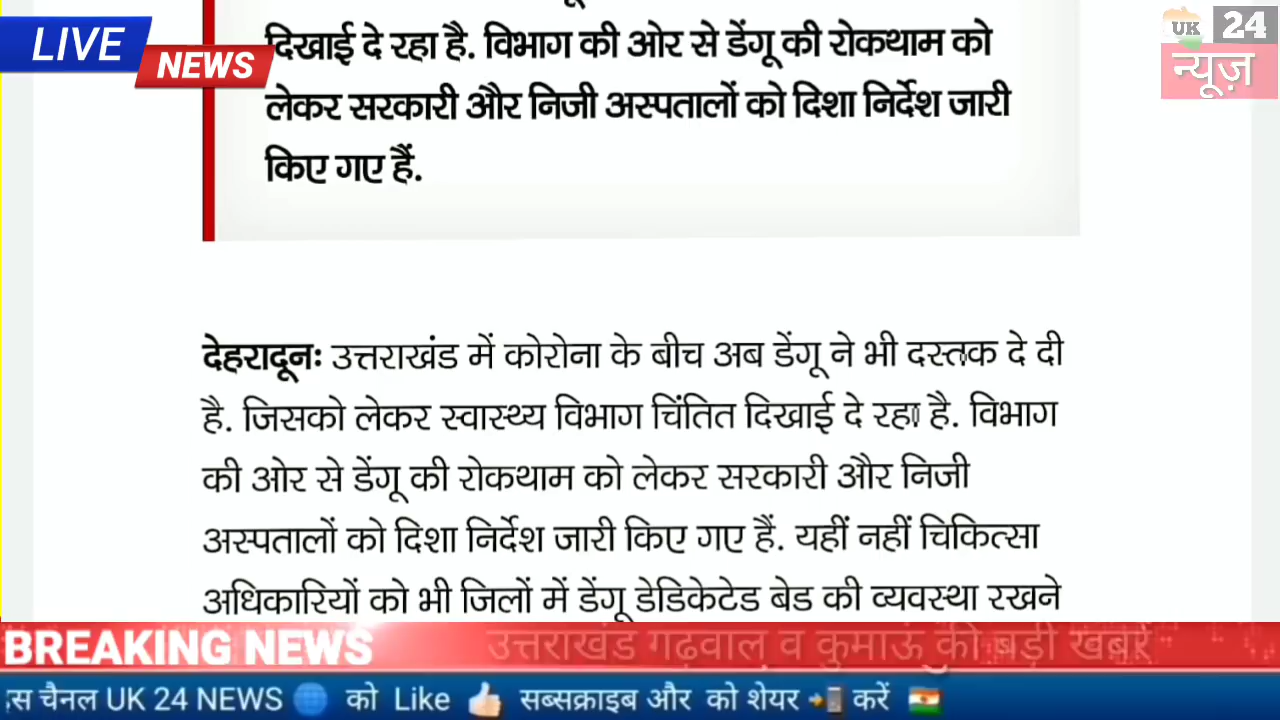 LIVE
NEWS
UK 24
न्यूज़
दिखाई दे रहा है. विभाग की ओर से डेंगू की रोकथाम को
लेकर सरकारी और निजी अस्पतालों को दिशा निर्देश जारी
किए गए हैं.
देहरादूनः उत्तराखंड में कोरोना के बीच अब डेंगू ने भी दस्तक दे दी
है. जिसको लेकर स्वास्थ्य विभाग चिंतित दिखाई दे रहा है. विभाग
की ओर से डेंगू की रोकथाम को लेकर सरकारी और निजी
अस्पतालों को दिशा निर्देश जारी किए गए हैं. यहीं नहीं चिकित्सा
अधिकारियों को भी जिलों में डेंगू डेडिकेटेड बेड की व्यवस्था रखने
BREAKING NEWS उत्तराखंड गढ़वाल व कुमाऊं की बड़ी खबरें
चैनल UK 24 NEWS 🌐 को Like 👍 सब्सक्राइब और को शेयर 📲 करें 🇮🇳